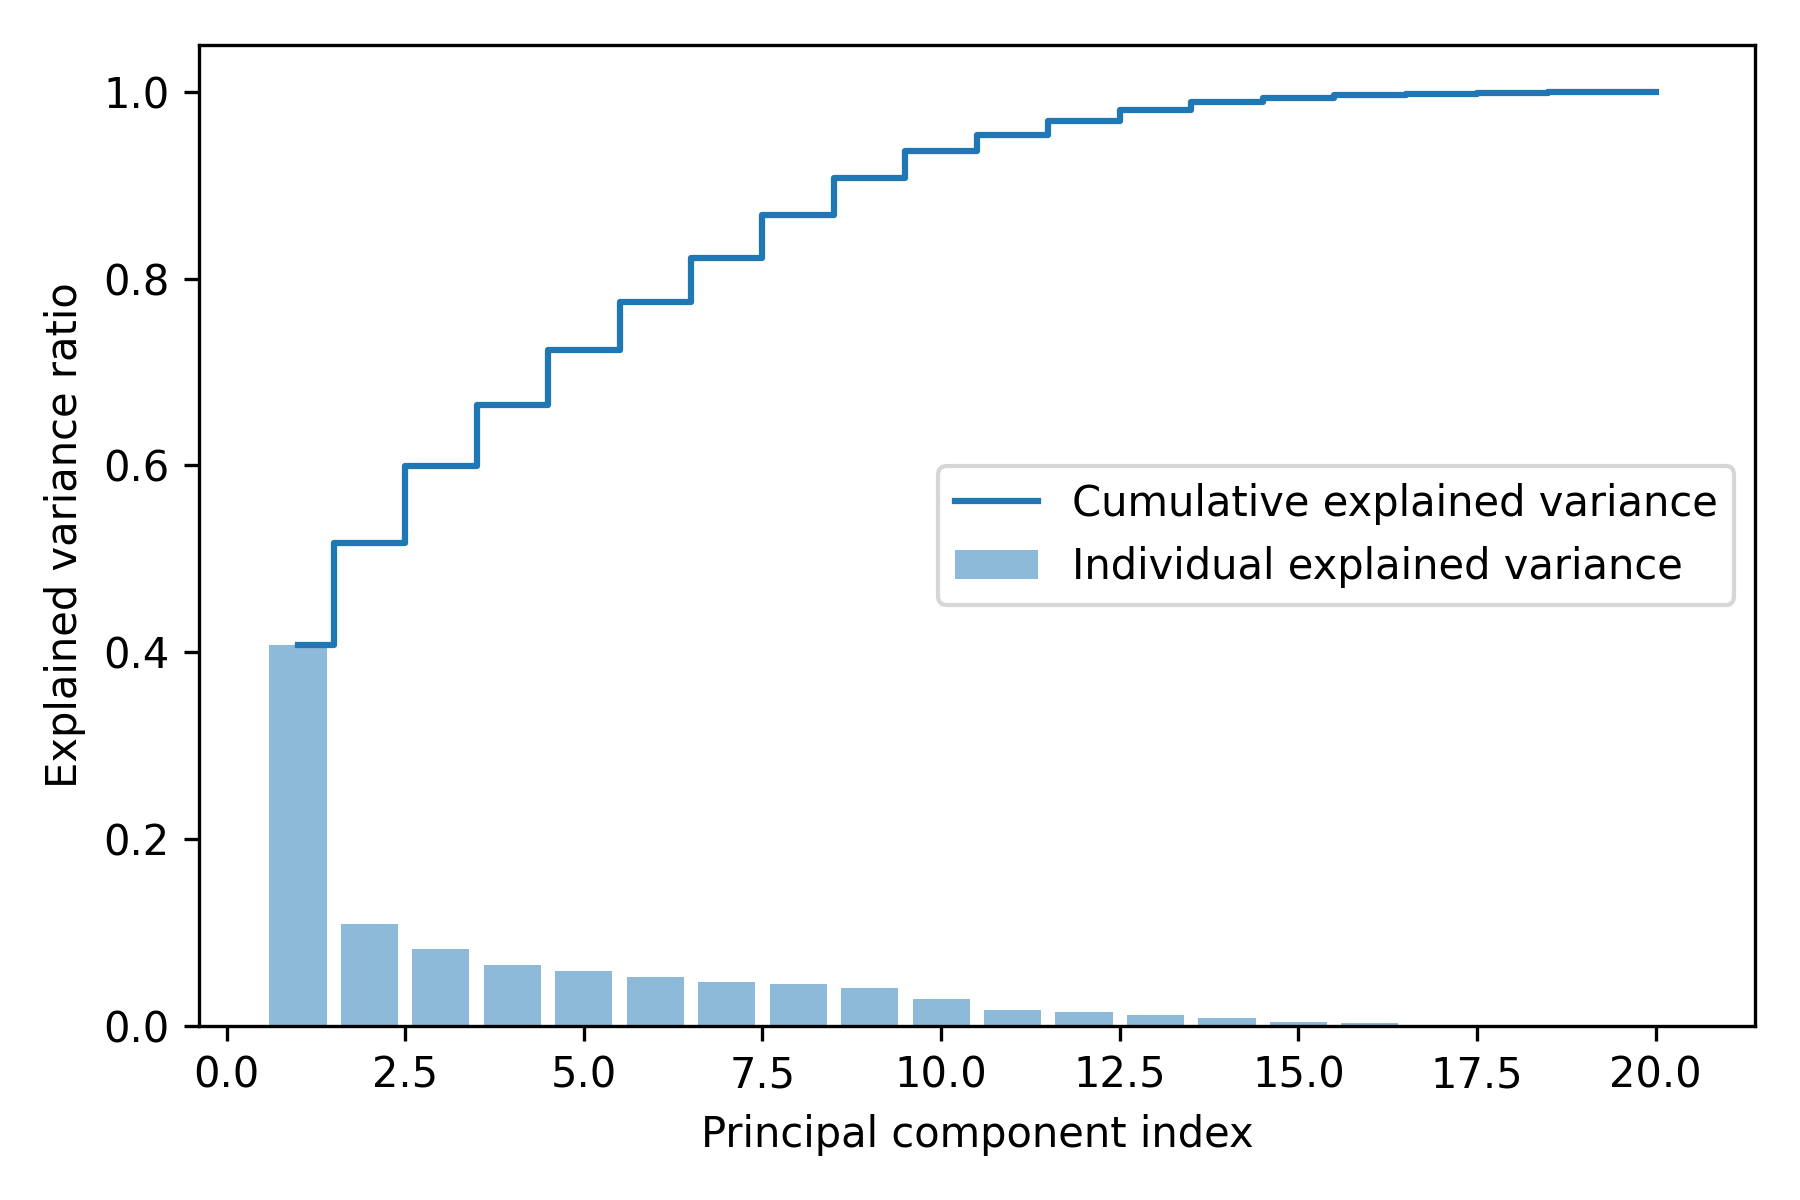 1.0
0.8
0.6
0.4
0.2
0.0
Explained variance ratio
Cumulative explained variance
Individual explained variance
0.0 2.5 5.0 7.5 10.0 12.5 15.0 17.5 20.0
Principal component index